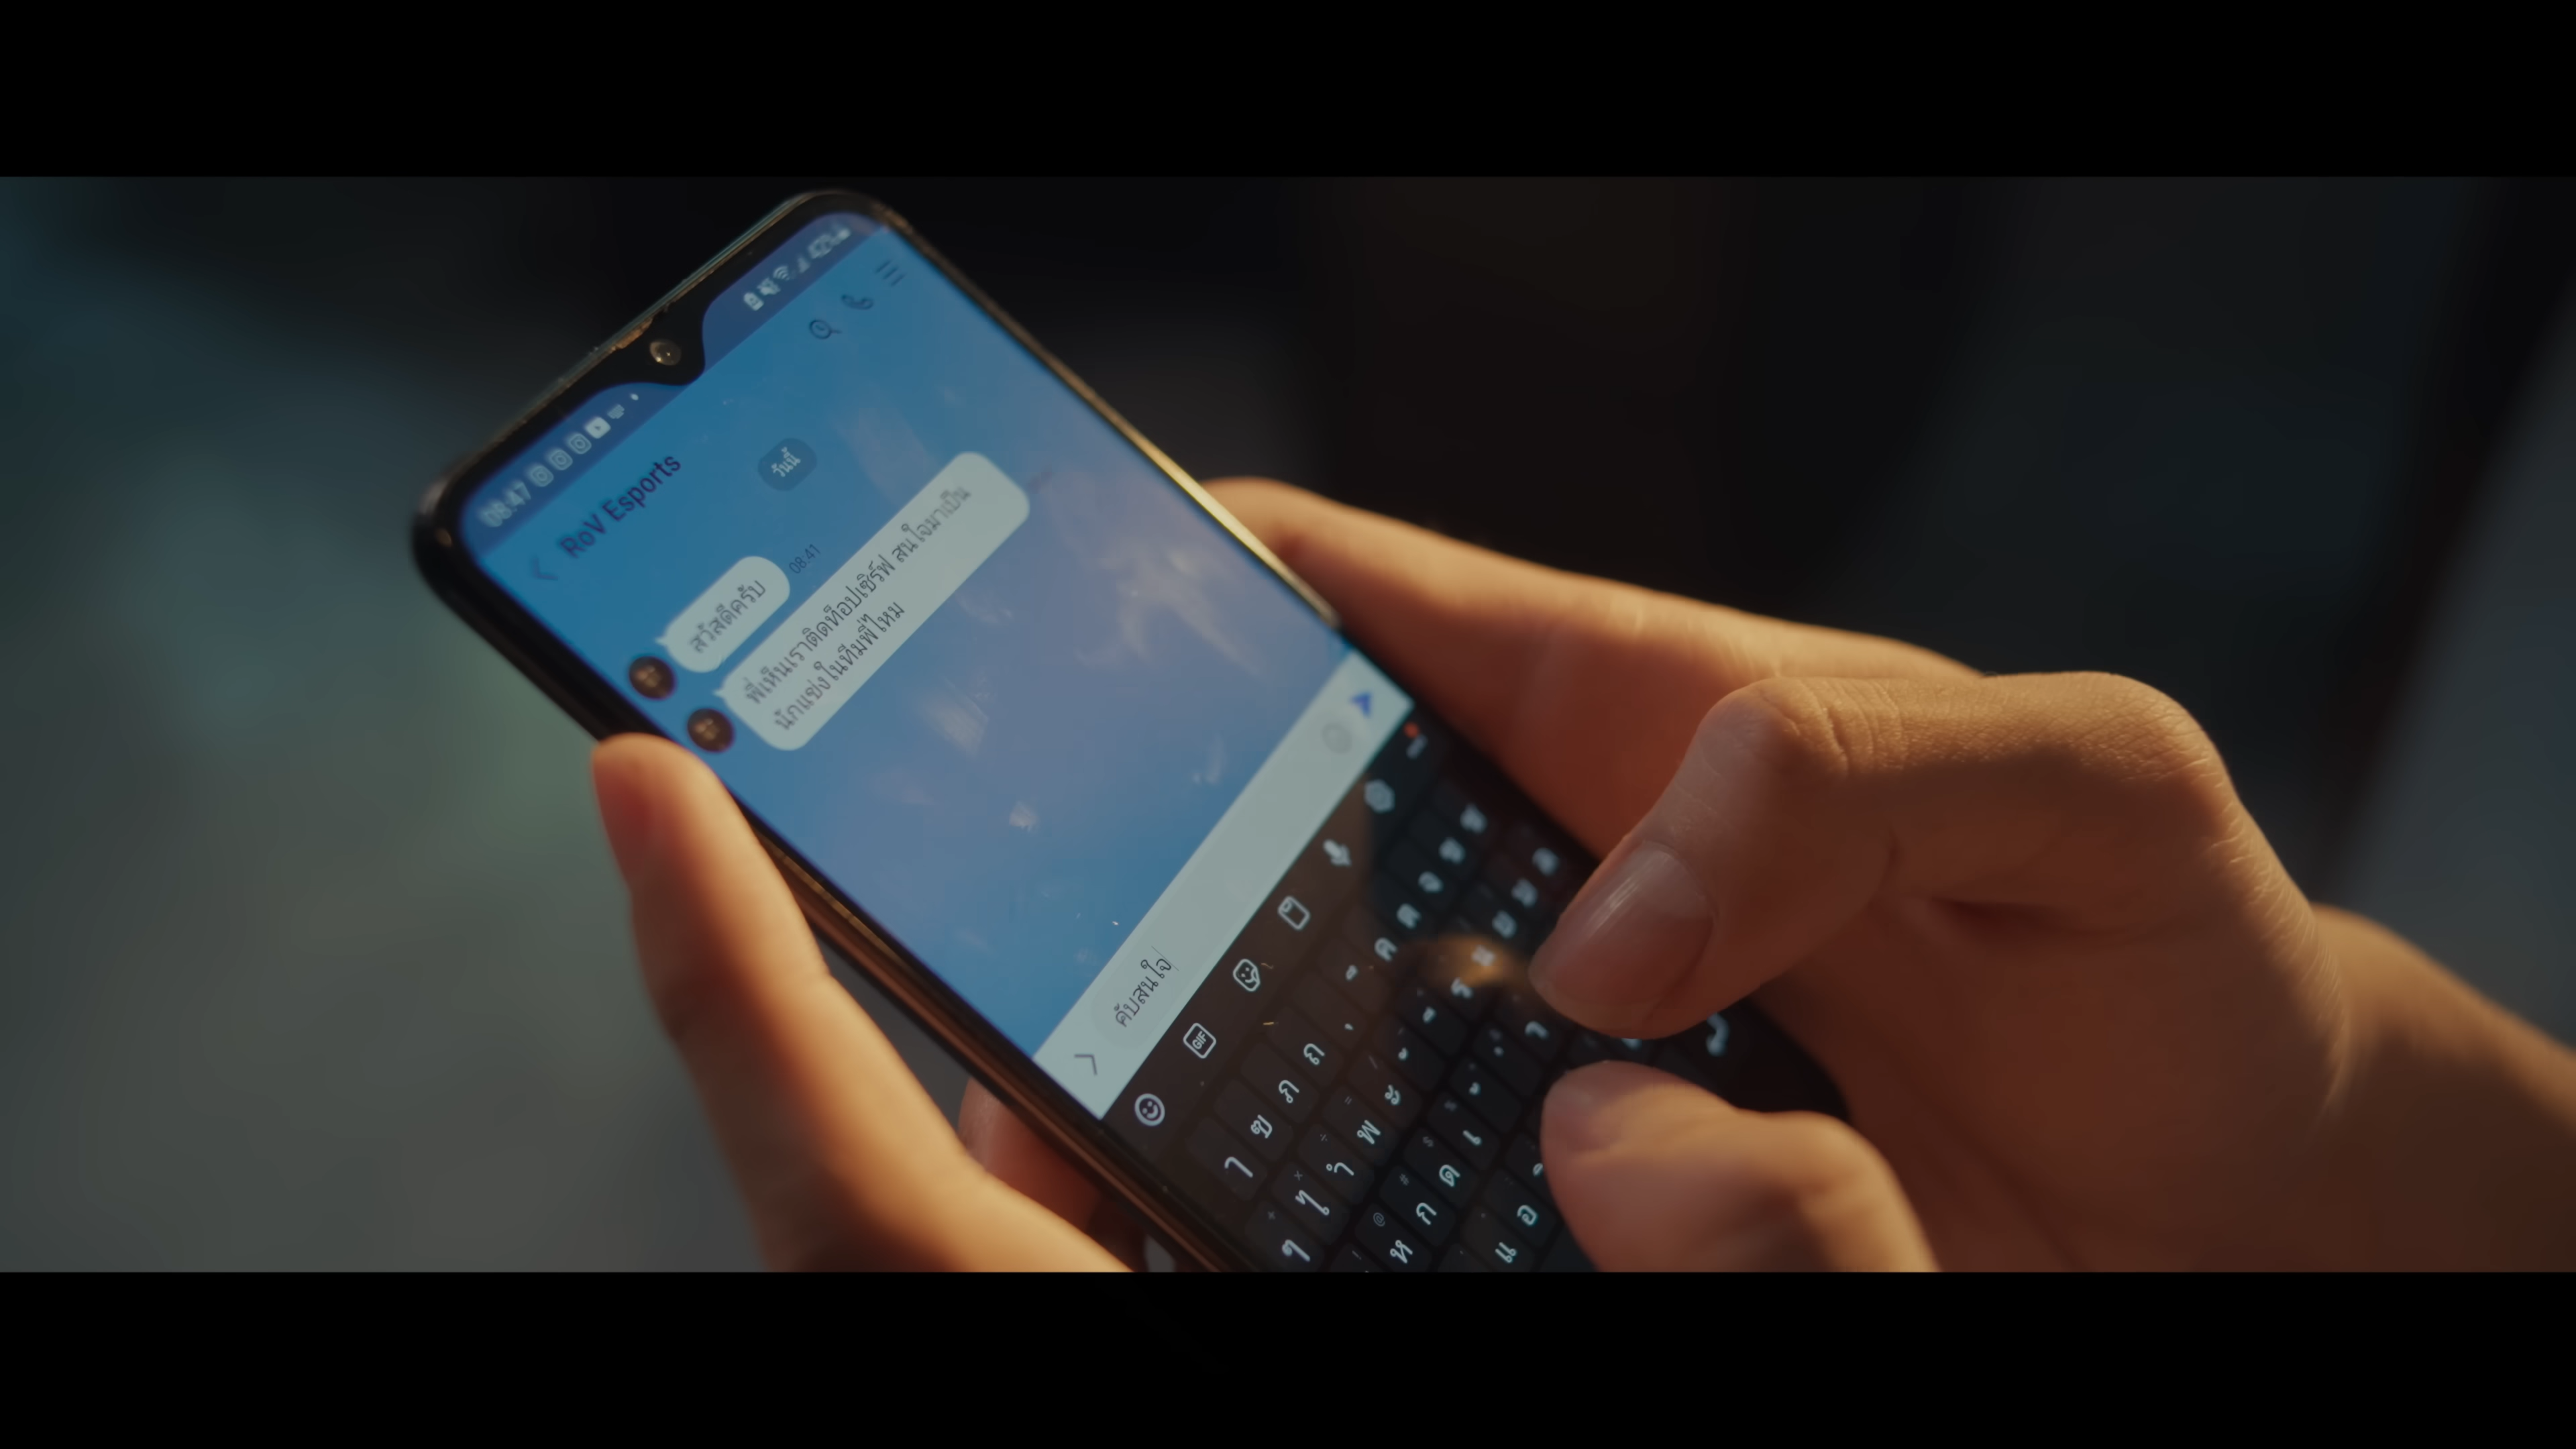 08:47
42%
RoV Esports
วันนี้
สวัสดีครับ
08:41
พี่เห็นเราติดท็อปเซิร์ฟ สนใจมาเป็น
นักแข่งในทีมพี่ไหม
คับสนใจ
GIF